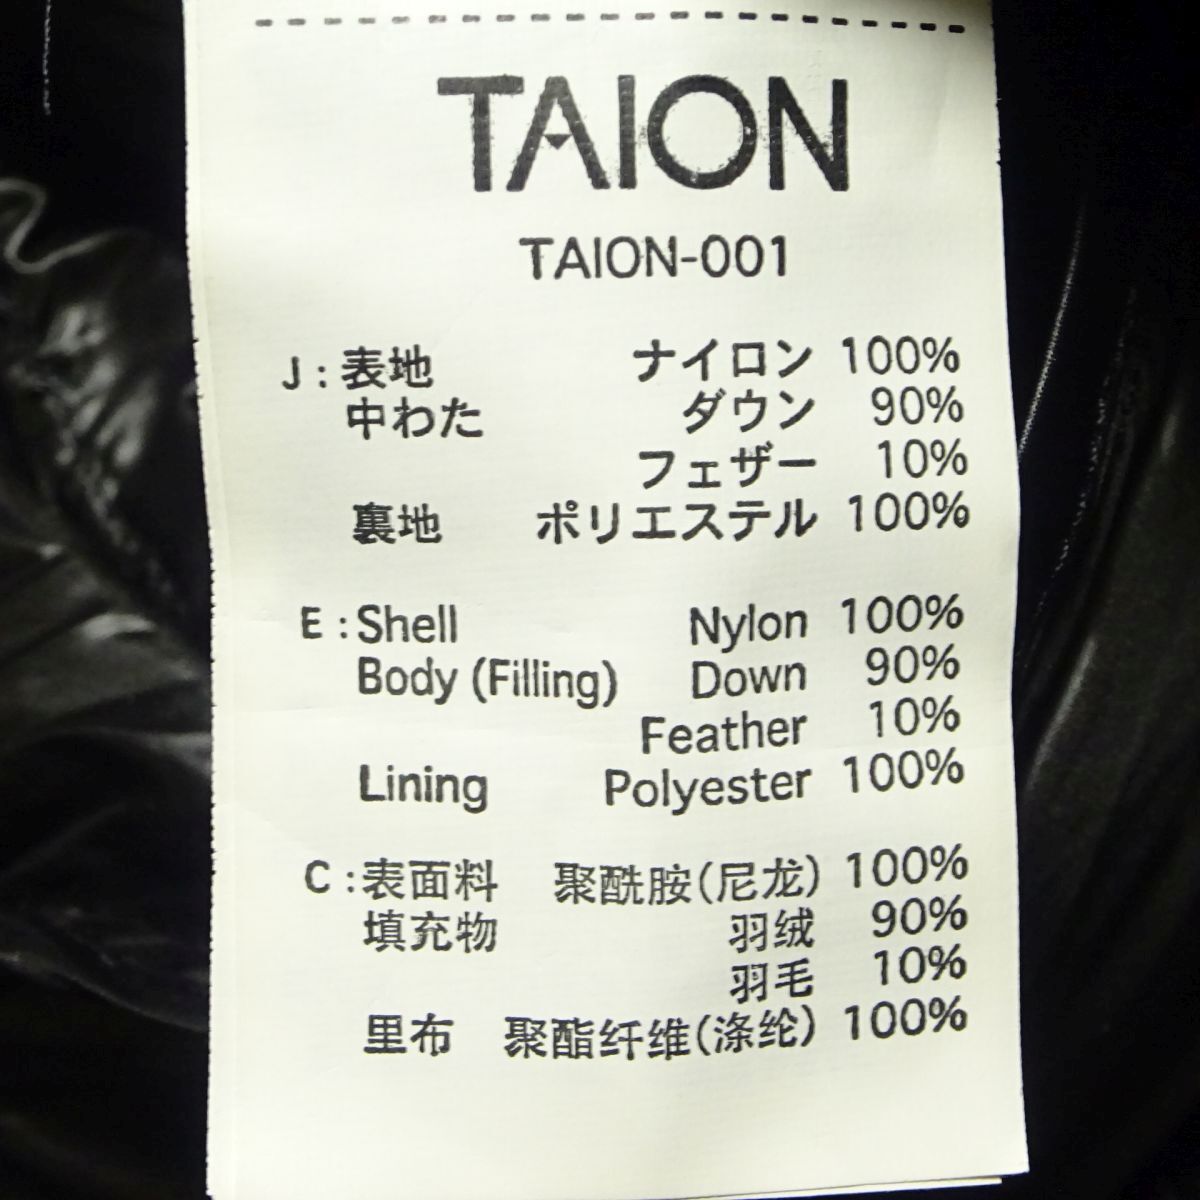 TAION
TAION-001
J : 表地 ナイロン 100%
中わた ダウン 90%
フェザー 10%
裏地 ポリエステル 100%
E : Shell Nylon 100%
Body (Filling) Down 90%
Feather 10%
Lining Polyester 100%
C : 表面料 聚酰胺(尼龙) 100%
填充物 羽绒 90%
羽毛 10%
里布 聚酯纤维(涤纶) 100%